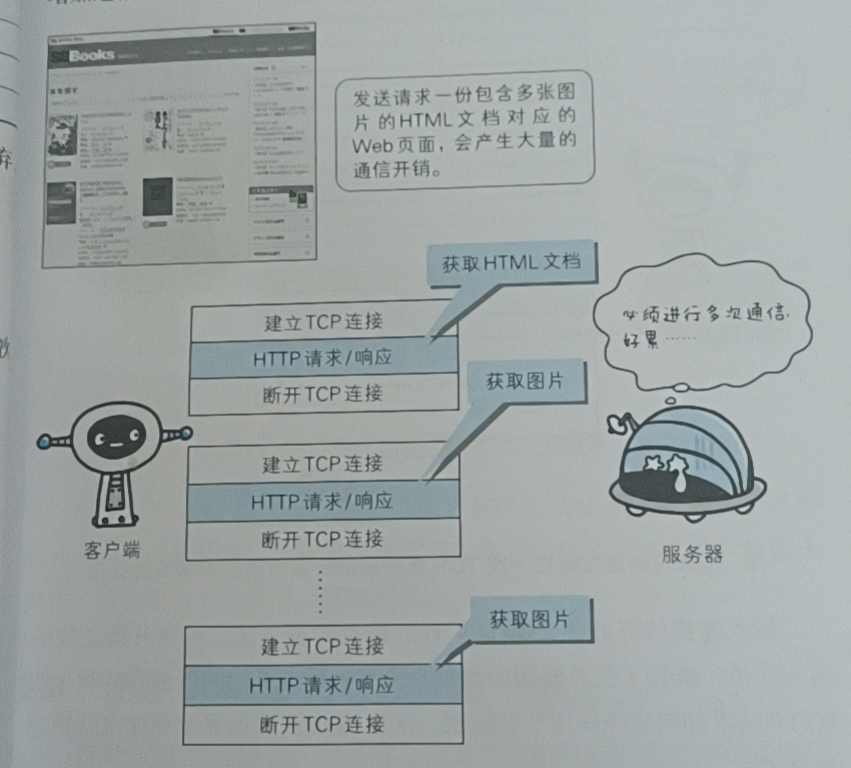 Books
发送请求一份包含多张图
片的HTML文档对应的
Web页面，会产生大量的
通信开销。
获取HTML文档
建立TCP连接
HTTP请求/响应
断开TCP连接
必须进行多次通信，
好累……
获取图片
建立TCP连接
HTTP请求/响应
断开TCP连接
客户端
服务器
获取图片
建立TCP连接
HTTP请求/响应
断开TCP连接